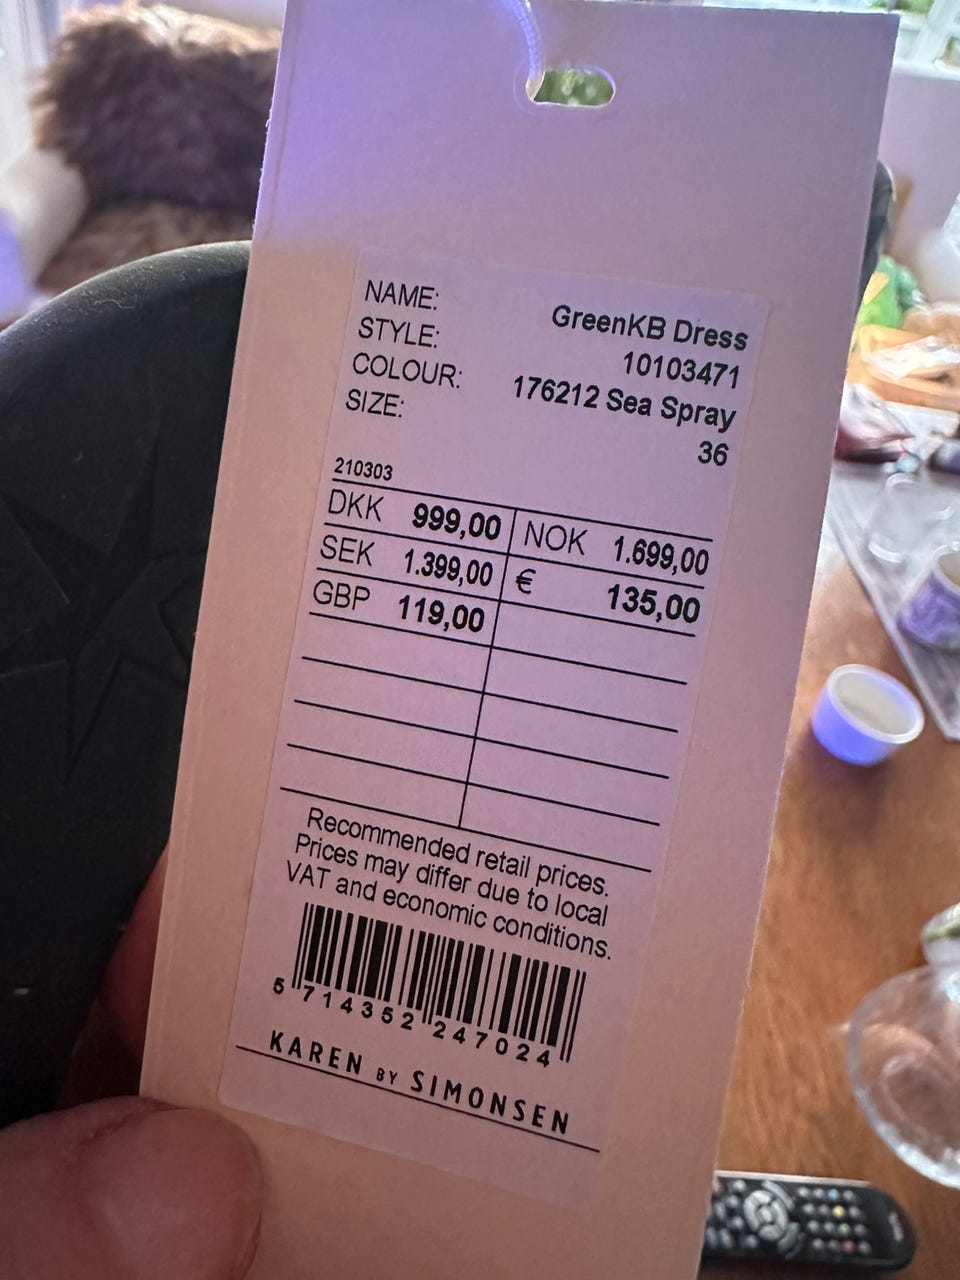 NAME: GreenKB Dress
STYLE: 10103471
COLOUR: 176212 Sea Spray
SIZE: 36
210303
DKK 999,00 NOK 1.699,00
SEK 1.399,00 € 135,00
GBP 119,00
Recommended retail prices.
Prices may differ due to local
VAT and economic conditions.
5 714352 247024
KAREN BY SIMONSEN